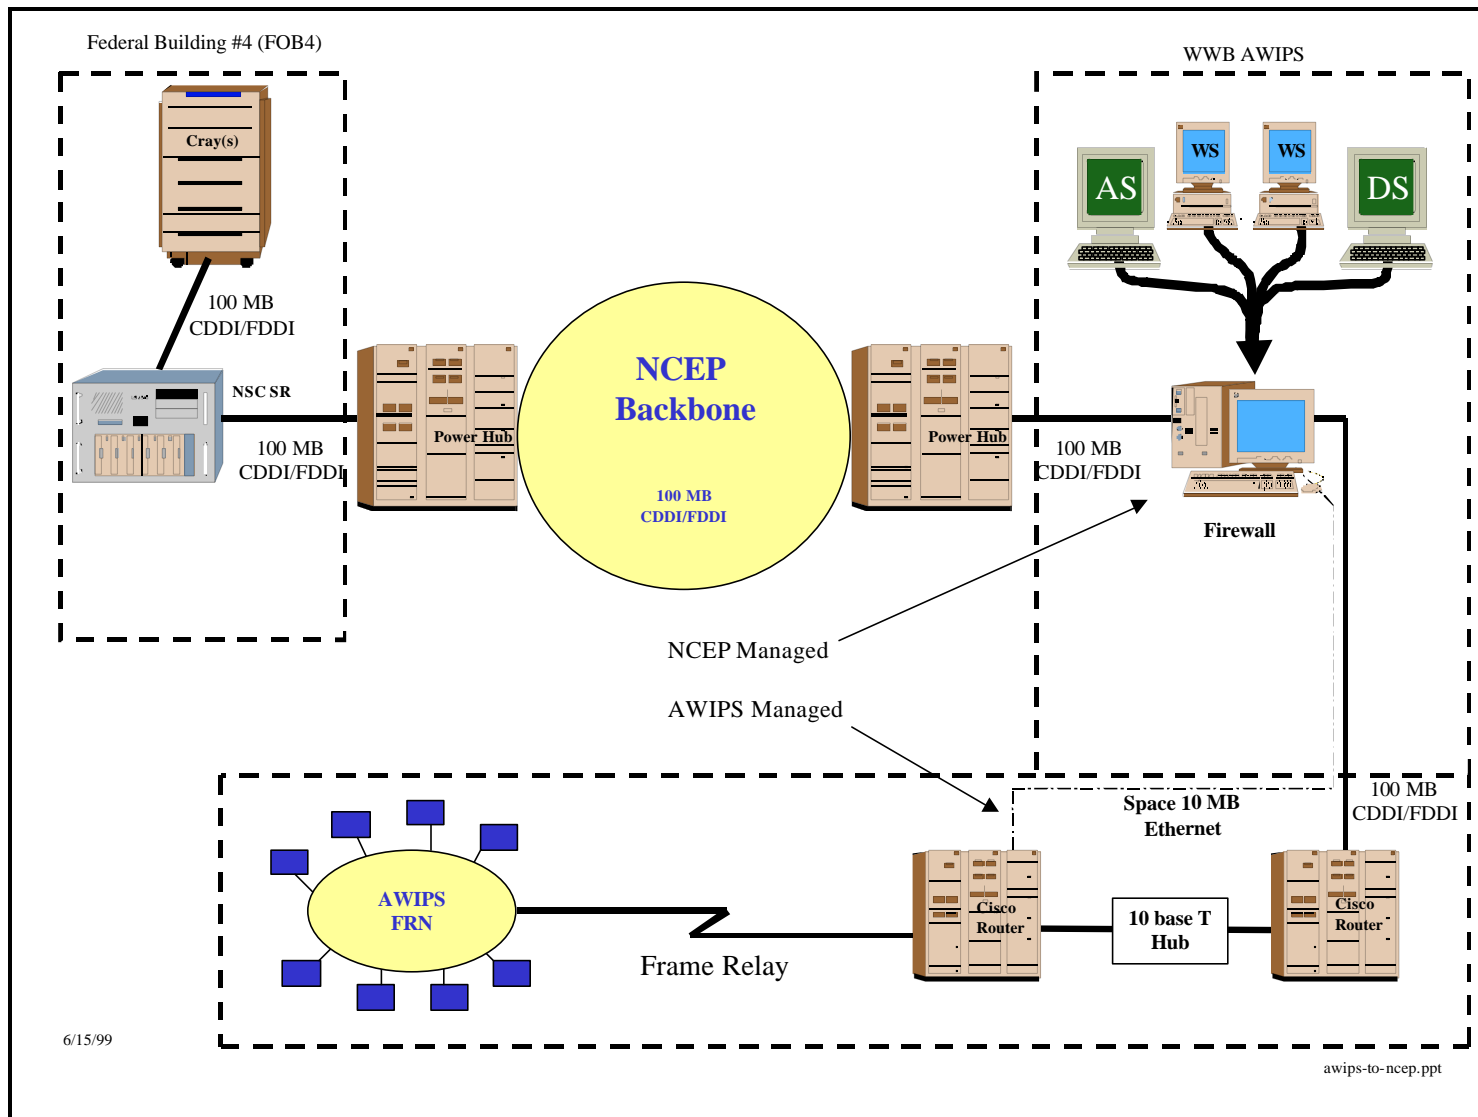 Federal Building #4 (FOB4)
WWB AWIPS
Cray(s)
AS
WS
WS
DS
100 MB
CDDI/FDDI
NSC SR
100 MB
CDDI/FDDI
Power Hub
NCEP
Backbone
100 MB
CDDI/FDDI
Power Hub
100 MB
CDDI/FDDI
Firewall
NCEP Managed
AWIPS Managed
Space 10 MB
Ethernet
100 MB
CDDI/FDDI
AWIPS
FRN
Frame Relay
Cisco
Router
10 base T
Hub
Cisco
Router
6/15/99
awips-to-ncep.ppt